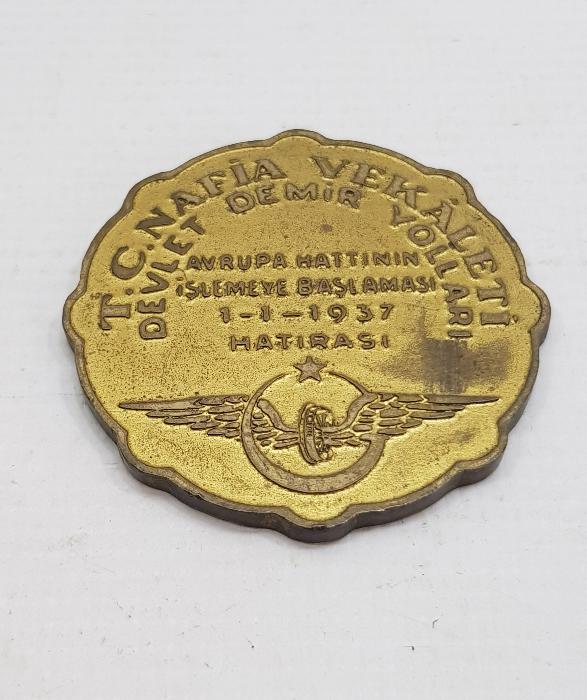 T.C. NAFİA VEKÂLETİ
DEVLET DEMİR YOLLARI
AVRUPA HATTININ
İŞLEMEYE BAŞLAMASI
1-1-1937
HATIRASI